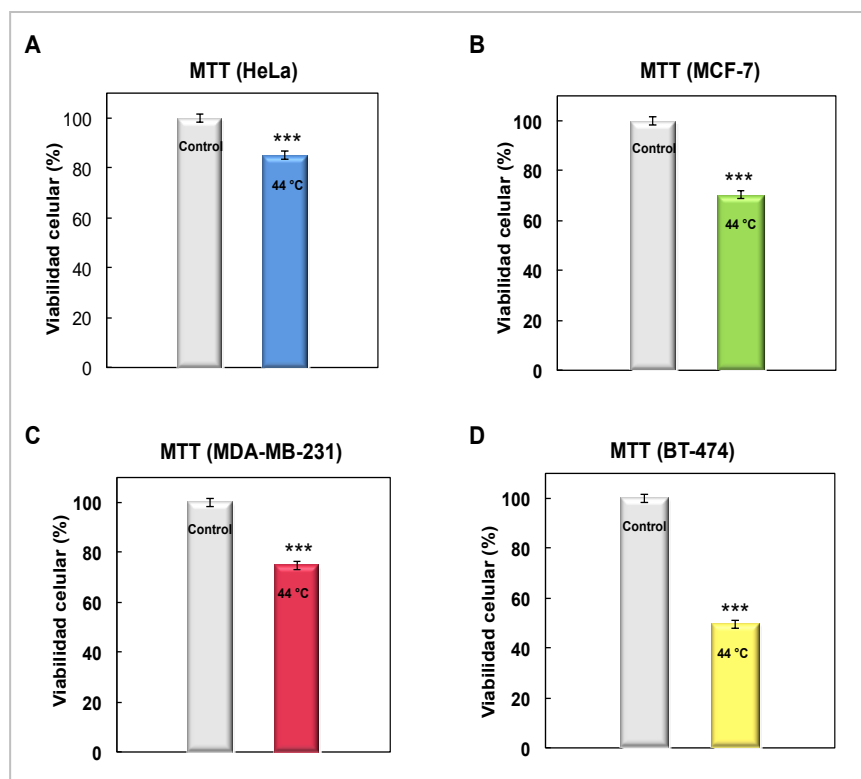 A
MTT (HeLa)
Viabilidad celular (%)
100
80
60
40
20
0
Control
***
44 °C
B
MTT (MCF-7)
Viabilidad celular (%)
100
80
60
40
20
0
Control
***
44 °C
C
MTT (MDA-MB-231)
Viabilidad celular (%)
100
80
60
40
20
0
Control
***
44 °C
D
MTT (BT-474)
Viabilidad celular (%)
100
80
60
40
20
0
Control
***
44 °C